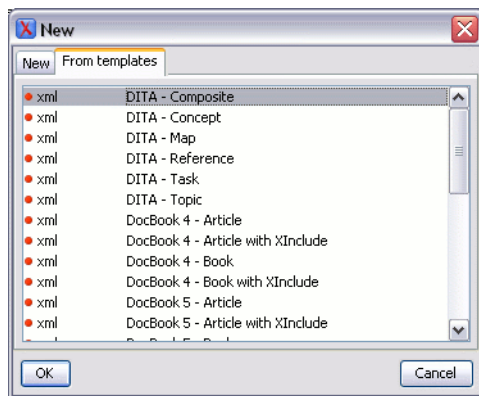 New
New From templates
xml DITA - Composite
xml DITA - Concept
xml DITA - Map
xml DITA - Reference
xml DITA - Task
xml DITA - Topic
xml DocBook 4 - Article
xml DocBook 4 - Article with XInclude
xml DocBook 4 - Book
xml DocBook 4 - Book with XInclude
xml DocBook 5 - Article
xml DocBook 5 - Article with XInclude
OK Cancel